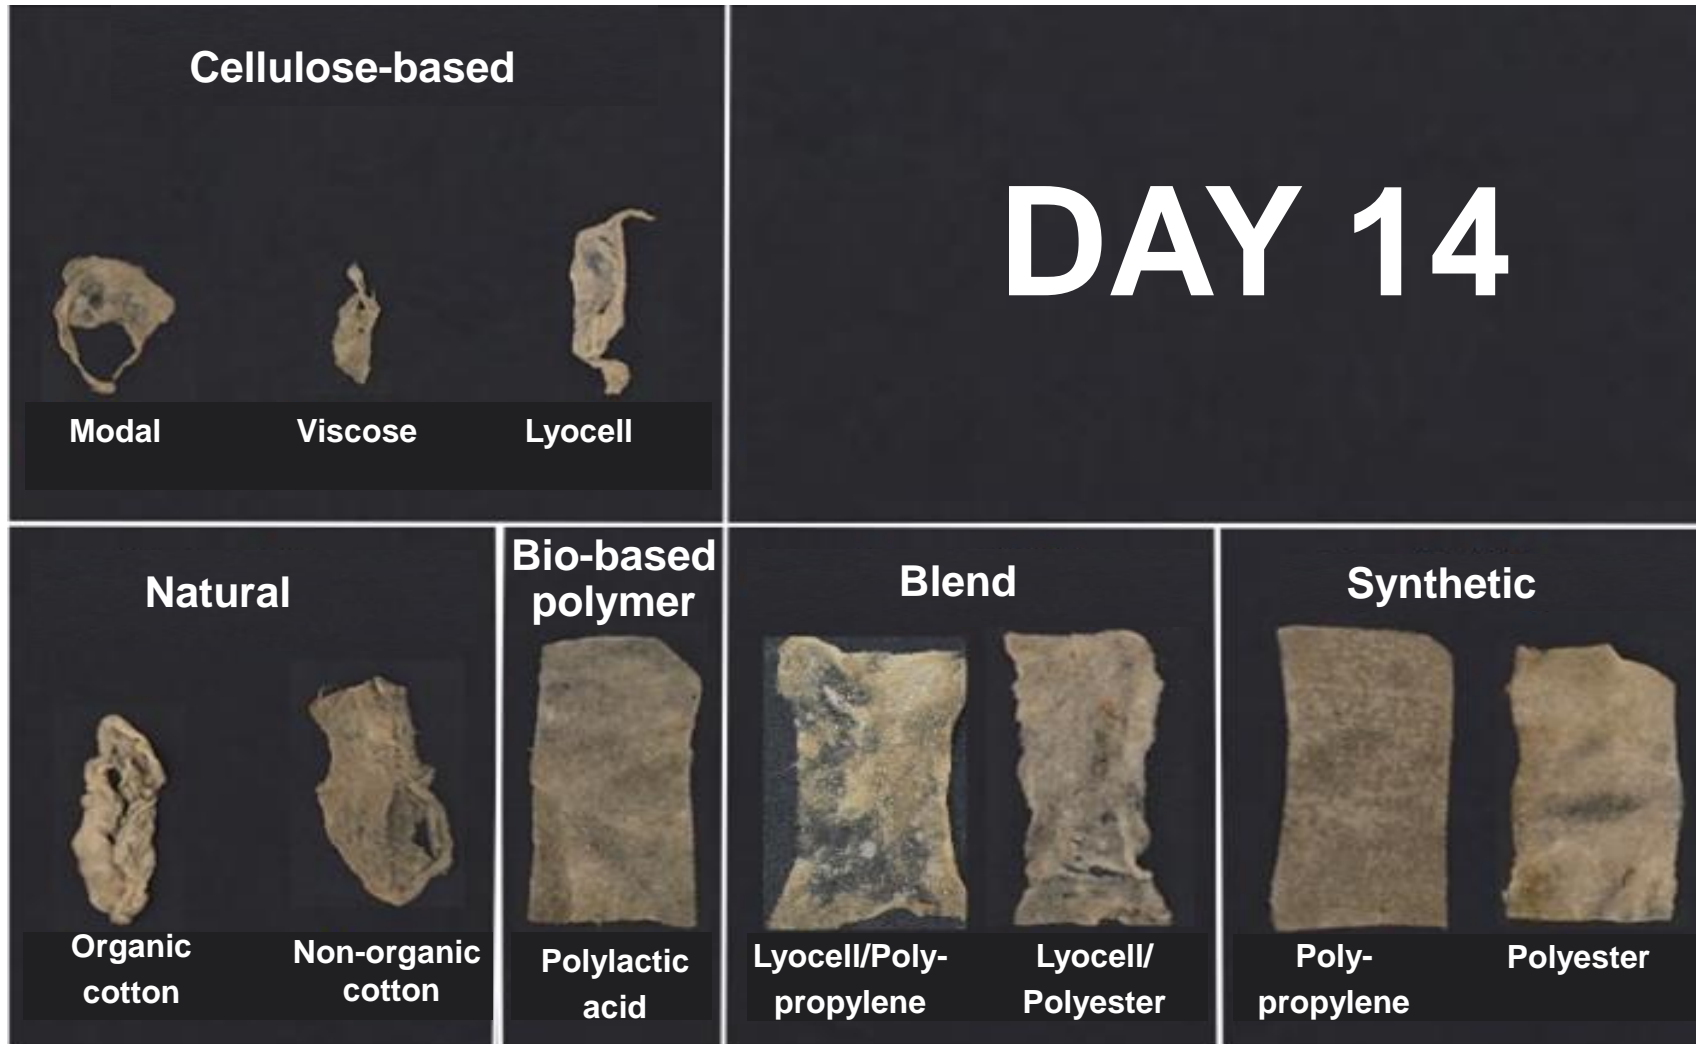 Cellulose-based
DAY 14
Modal
Viscose
Lyocell
Natural
Organic
cotton
Non-organic
cotton
Bio-based
polymer
Polylactic
acid
Blend
Lyocell/Poly-
propylene
Lyocell/
Polyester
Synthetic
Poly-
propylene
Polyester